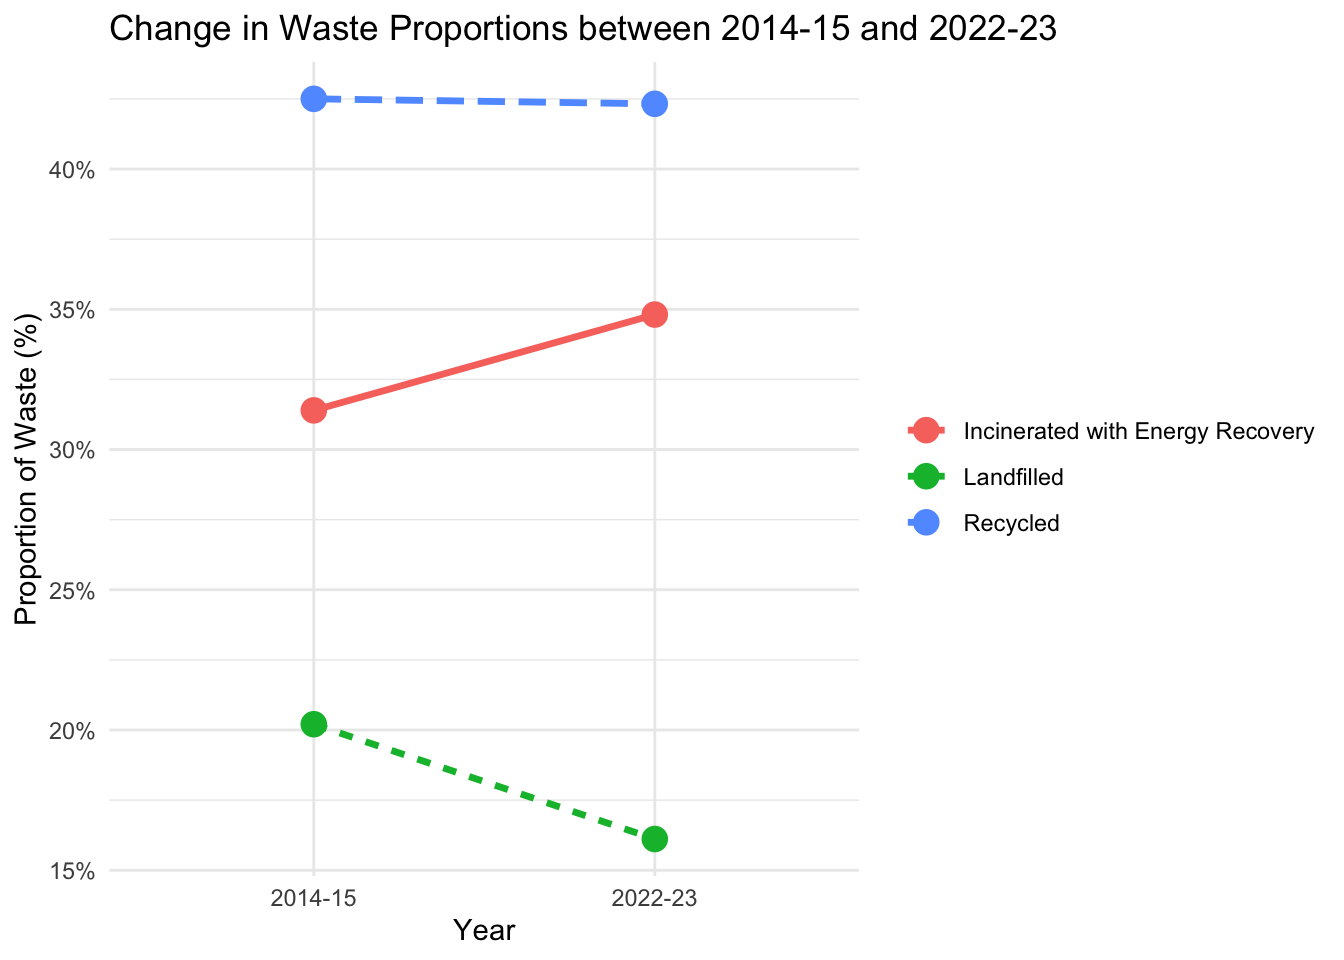 Change in Waste Proportions between 2014-15 and 2022-23
Proportion of Waste (%)
40%
35%
30%
25%
20%
15%
2014-15
2022-23
Year
Incinerated with Energy Recovery
Landfilled
Recycled